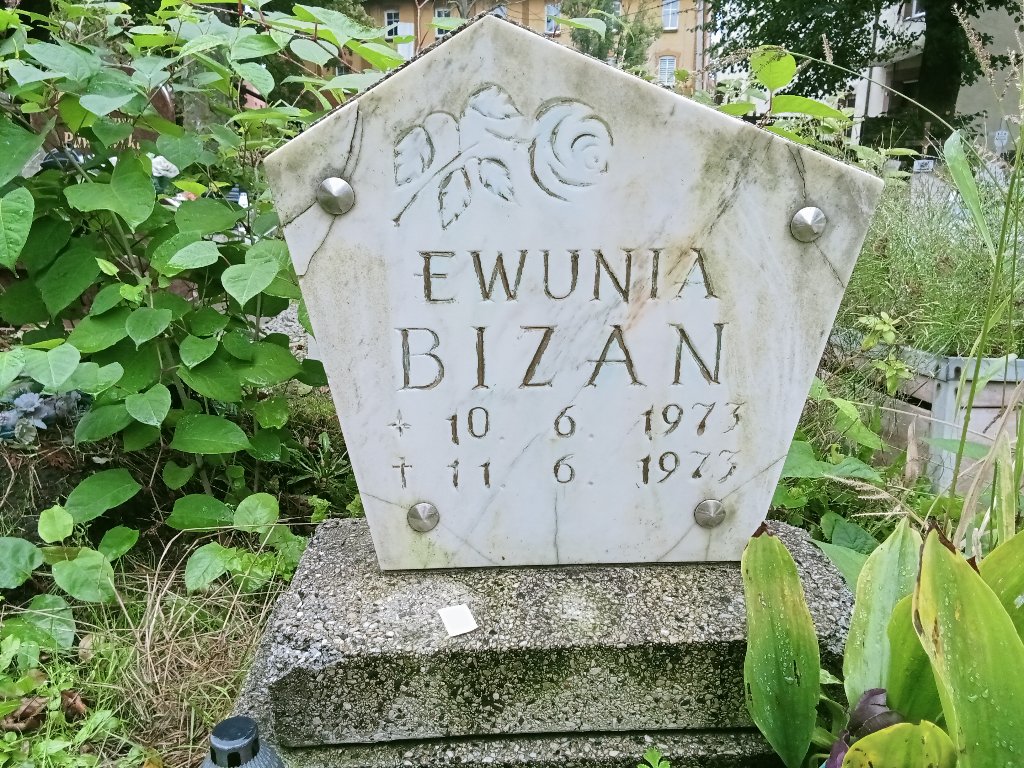 EWUNIA
BIZAN
10. 6. 1973
† 11. 6. 1973